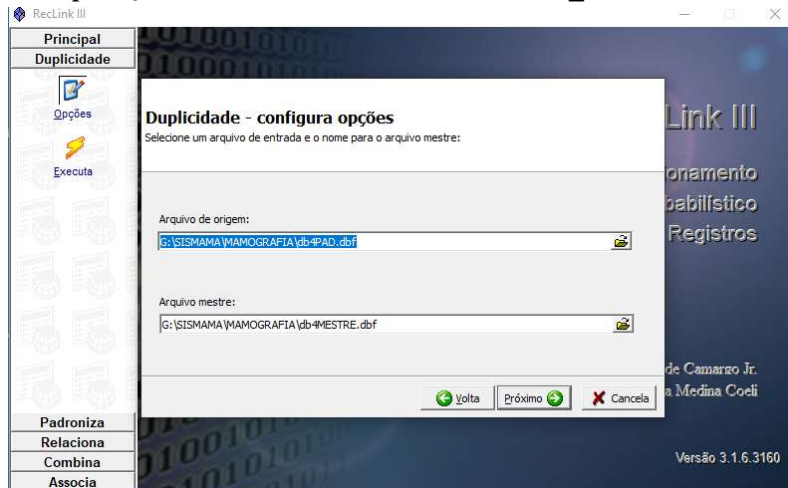 RecLink III
Principal
Duplicidade
Opções
Executa
Duplicidade - configura opções
Selecione um arquivo de entrada e o nome para o arquivo mestre:
Arquivo de origem:
G:\SISMAMA\MAMOGRAFIA\db4PAD.dbf
Arquivo mestre:
G:\SISMAMA\MAMOGRAFIA\db4MESTRE.dbf
Volta
Próximo
Cancela
Link III
onamento
babilístico
Registros
de Camargo Jr.
a Medina Coeli
Padroniza
Relaciona
Combina
Associa
Versão 3.1.6.3160